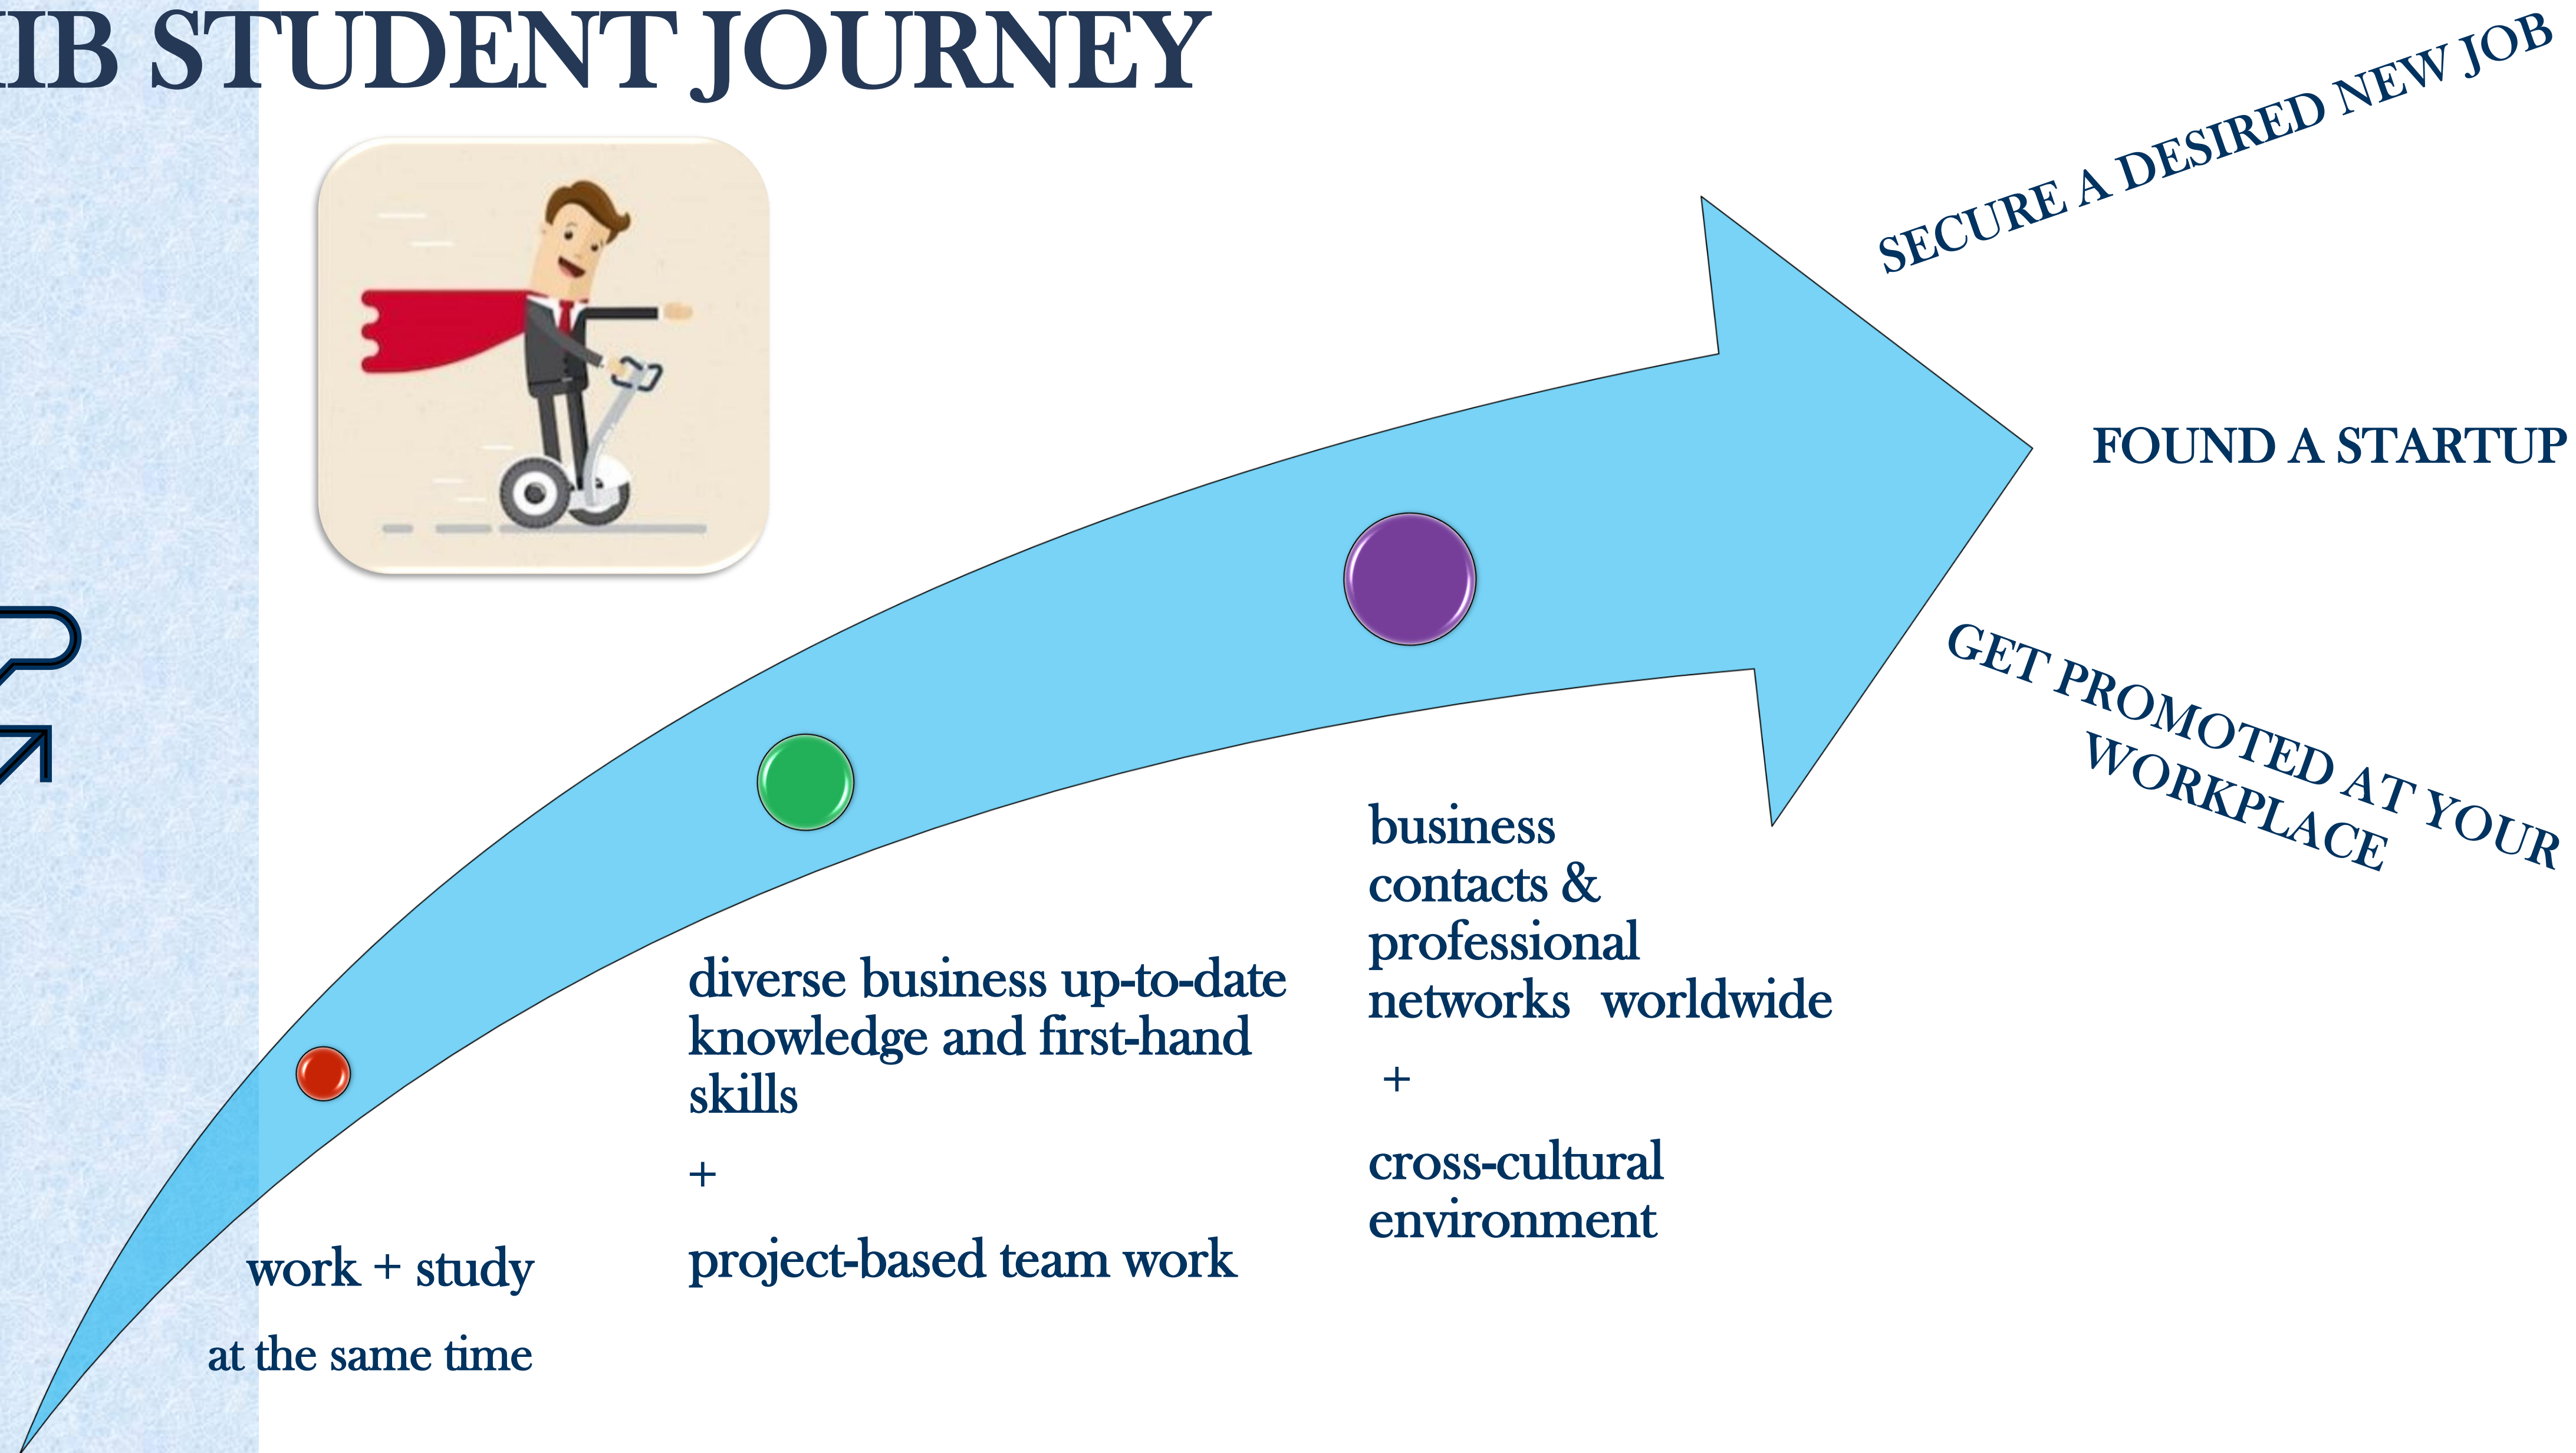 IB STUDENT JOURNEY
SECURE A DESIRED NEW JOB
FOUND A STARTUP
GET PROMOTED AT YOUR
WORKPLACE
business
contacts &
professional
networks worldwide
+
cross-cultural
environment
diverse business up-to-date
knowledge and first-hand
skills
+
project-based team work
work + study
at the same time